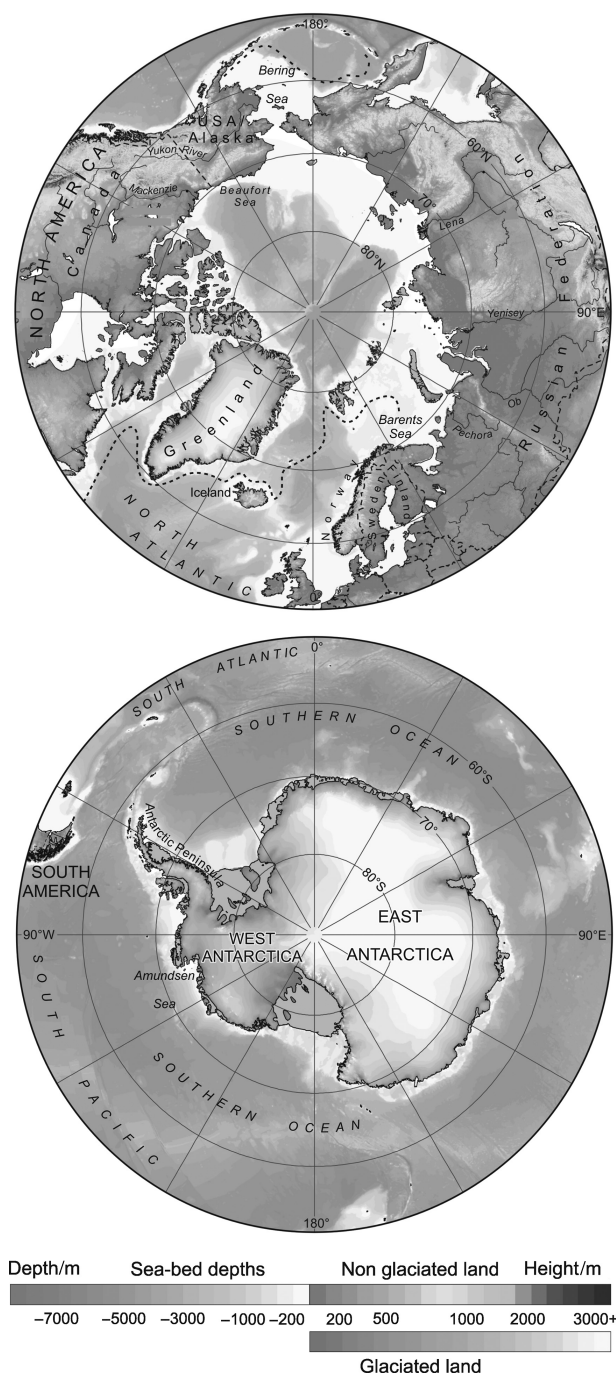 180°
Bering
Sea
USA
Alaska
Yukon River
60°N
NORTH AMERICA
Canada
Mackenzie
Beaufort
Sea
70°
Lena
Russian Federation
80°N
Yenisey
90°E
Greenland
Ob
Barents
Sea
Pechora
Iceland
Norway
Sweden
Finland
NORTH
ATLANTIC
0°
0°
SOUTH ATLANTIC
SOUTHERN OCEAN
60°S
Antarctic Peninsula
70°
SOUTH
AMERICA
80°S
EAST
ANTARCTICA
90°W
WEST
ANTARCTICA
90°E
Amundsen
Sea
SOUTH PACIFIC
SOUTHERN OCEAN
180°
Depth/m Sea-bed depths Non glaciated land Height/m
–7000 –5000 –3000 –1000 –200 200 500 1000 2000 3000+
Glaciated land